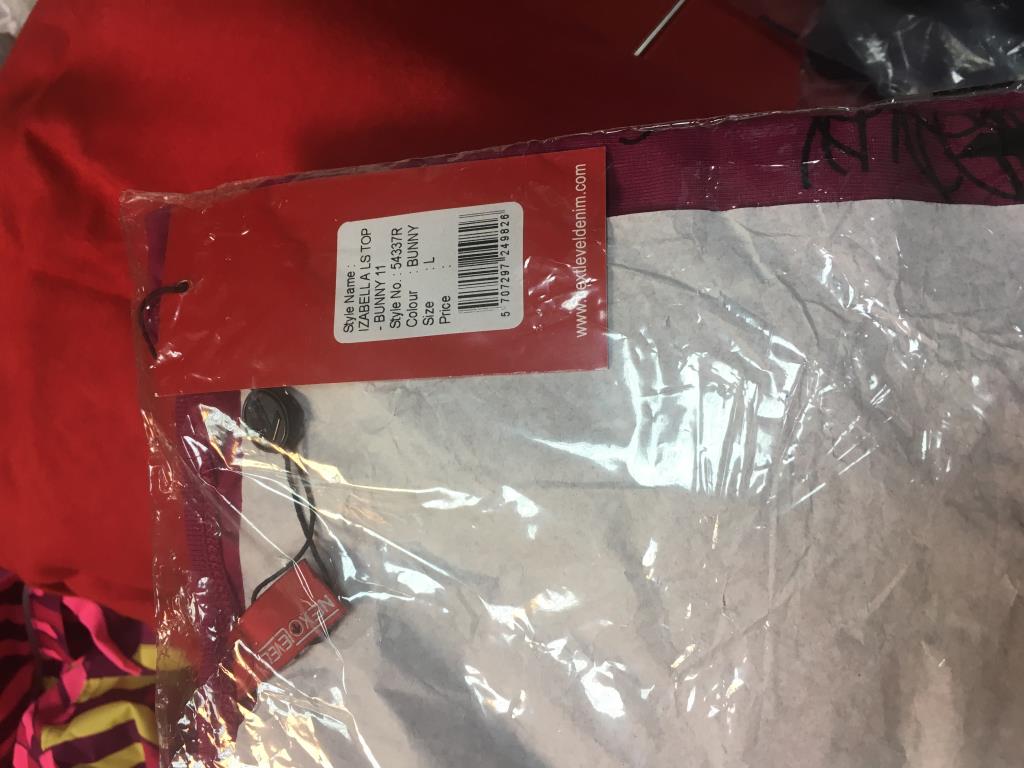 Style Name :
IZABELLA LS TOP
- BUNNY 11
Style No. : 54337R
Colour : BUNNY
Size : L
Price :
5 707297 249826
www.nextleveldenim.com